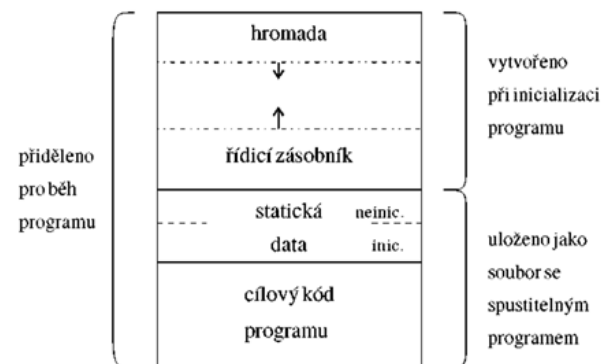 hromada
řídicí zásobník
statická neinic.
data inic.
cílový kód
programu
přiděleno
pro běh
programu
vytvořeno
při inicializaci
programu
uloženo jako
soubor se
spustitelným
programem